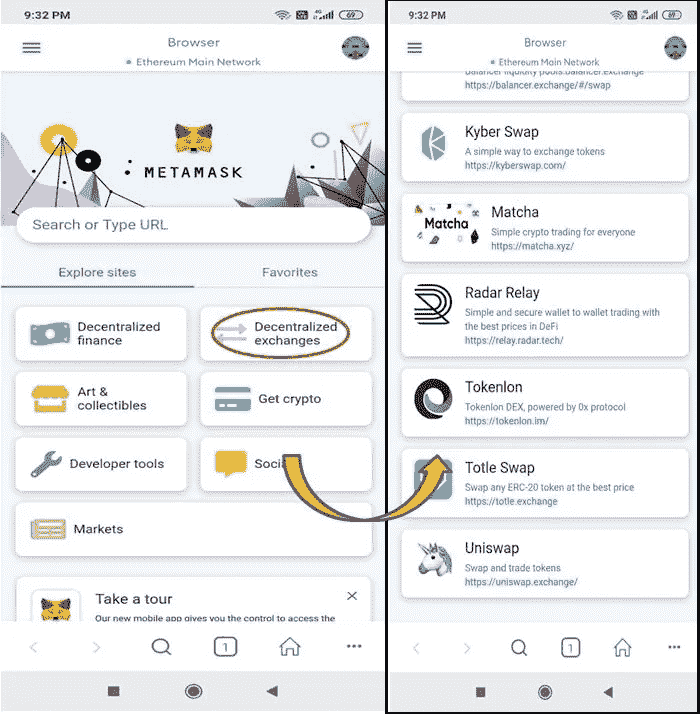 9:32 PM
4G
69
Browser
Ethereum Main Network
METAMASK
Search or Type URL
Explore sites
Favorites
Decentralized
finance
Decentralized
exchanges
Art &
collectibles
Get crypto
Developer tools
Soci
Markets
Take a tour
Our new mobile app gives you the control to access the
1
9:32 PM
4G
69
Browser
Ethereum Main Network
balancer liquidity pools.balancer.exchange
https://balancer.exchange/#/swap
Kyber Swap
A simple way to exchange tokens
https://kyberswap.com/
Matcha
Matcha
Simple crypto trading for everyone
https://matcha.xyz/
Radar Relay
Simple and secure wallet to wallet trading with
the best prices in DeFi
https://relay.radar.tech/
Tokenlon
Tokenlon DEX, powered by 0x protocol
https://tokenlon.im/
Totle Swap
Swap any ERC-20 token at the best price
https://totle.exchange
Uniswap
Swap and trade tokens
https://uniswap.exchange/
1